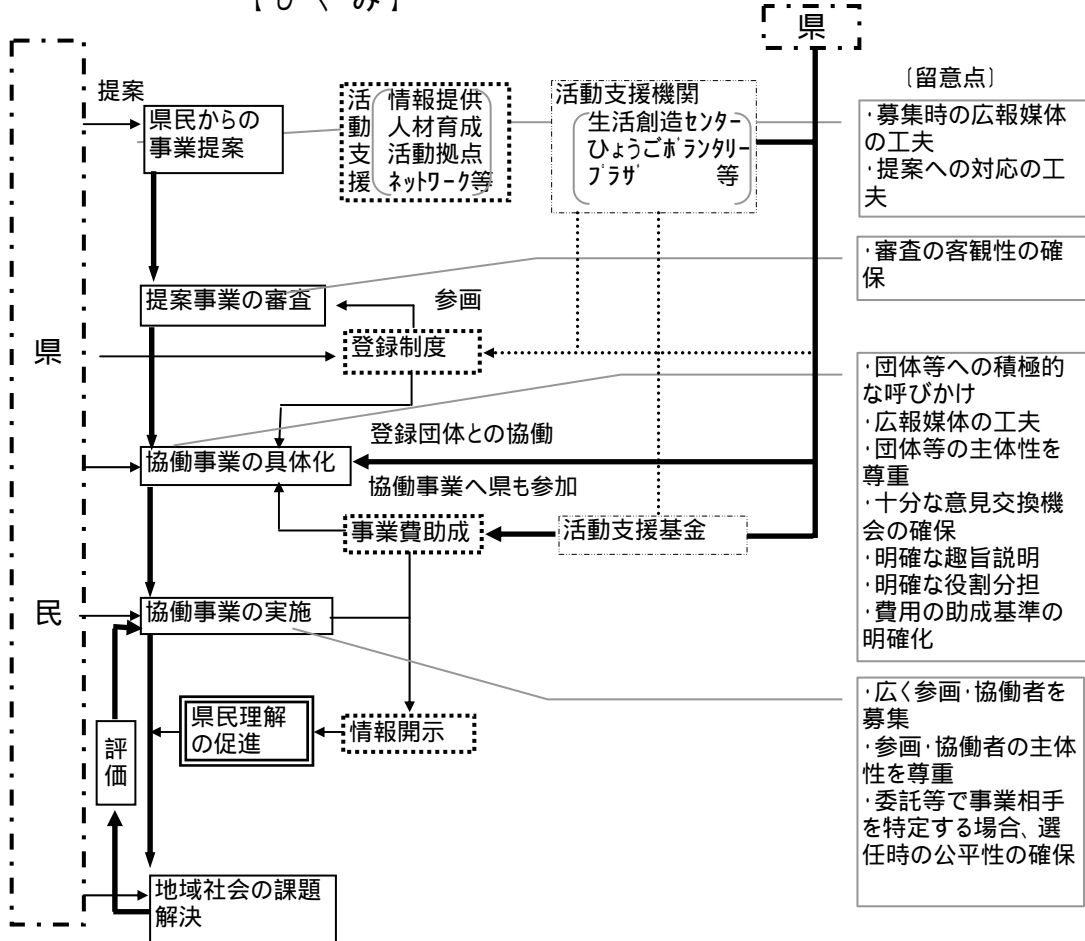 【しくみ】
県
提案
〔留意点〕
県民からの
事業提案
活動支援
情報提供
人材育成
活動拠点
ネットワーク等
活動支援機関
生活創造センター
ひょうごボランタリー
プラザ 等
・募集時の広報媒体
の工夫
・提案への対応の工
夫
・審査の客観性の確
保
提案事業の審査
参画
登録制度
県民
・団体等への積極的
な呼びかけ
・広報媒体の工夫
・団体等の主体性を
尊重
・十分な意見交換機
会の確保
・明確な趣旨説明
・明確な役割分担
・費用の助成基準の
明確化
登録団体との協働
協働事業の具体化
協働事業へ県も参加
事業費助成
活動支援基金
協働事業の実施
・広く参画・協働者を
募集
・参画・協働者の主体
性を尊重
・委託等で事業相手
を特定する場合、選
任時の公平性の確保
県民理解
の促進
情報開示
評価
地域社会の課題
解決